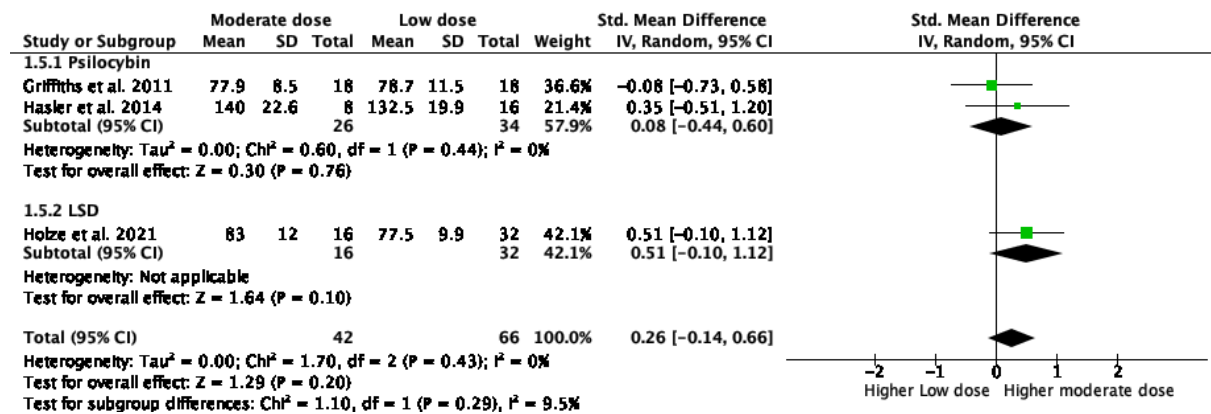 Moderate dose Low dose Std. Mean Difference Std. Mean Difference
Study or Subgroup Mean SD Total Mean SD Total Weight IV, Random, 95% CI IV, Random, 95% CI
1.5.1 Psilocybin
Griffiths et al. 2011 77.9 8.5 18 78.7 11.5 18 36.6% −0.08 [−0.73, 0.58]
Hasler et al. 2014 140 22.6 8 132.5 19.9 16 21.4% 0.35 [−0.51, 1.20]
Subtotal (95% CI) 26 34 57.9% 0.08 [−0.44, 0.60]
Heterogeneity: Tau² = 0.00; Chi² = 0.60, df = 1 (P = 0.44); I² = 0%
Test for overall effect: Z = 0.30 (P = 0.76)
1.5.2 LSD
Holze et al. 2021 83 12 16 77.5 9.9 32 42.1% 0.51 [−0.10, 1.12]
Subtotal (95% CI) 16 32 42.1% 0.51 [−0.10, 1.12]
Heterogeneity: Not applicable
Test for overall effect: Z = 1.64 (P = 0.10)
Total (95% CI) 42 66 100.0% 0.26 [−0.14, 0.66]
Heterogeneity: Tau² = 0.00; Chi² = 1.70, df = 2 (P = 0.43); I² = 0%
Test for overall effect: Z = 1.29 (P = 0.20)
Test for subgroup differences: Chi² = 1.10, df = 1 (P = 0.29), I² = 9.5%
−2 −1 0 1 2
Higher Low dose Higher moderate dose